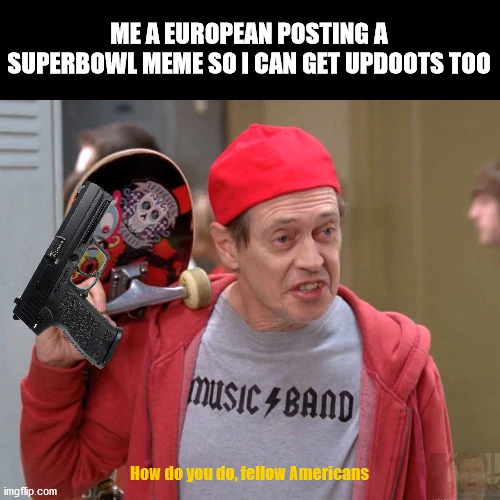 ME A EUROPEAN POSTING A
SUPERBOWL MEME SO I CAN GET UPDOOTS TOO
MUSIC⚡BAND
How do you do, fellow Americans
imgflip.com